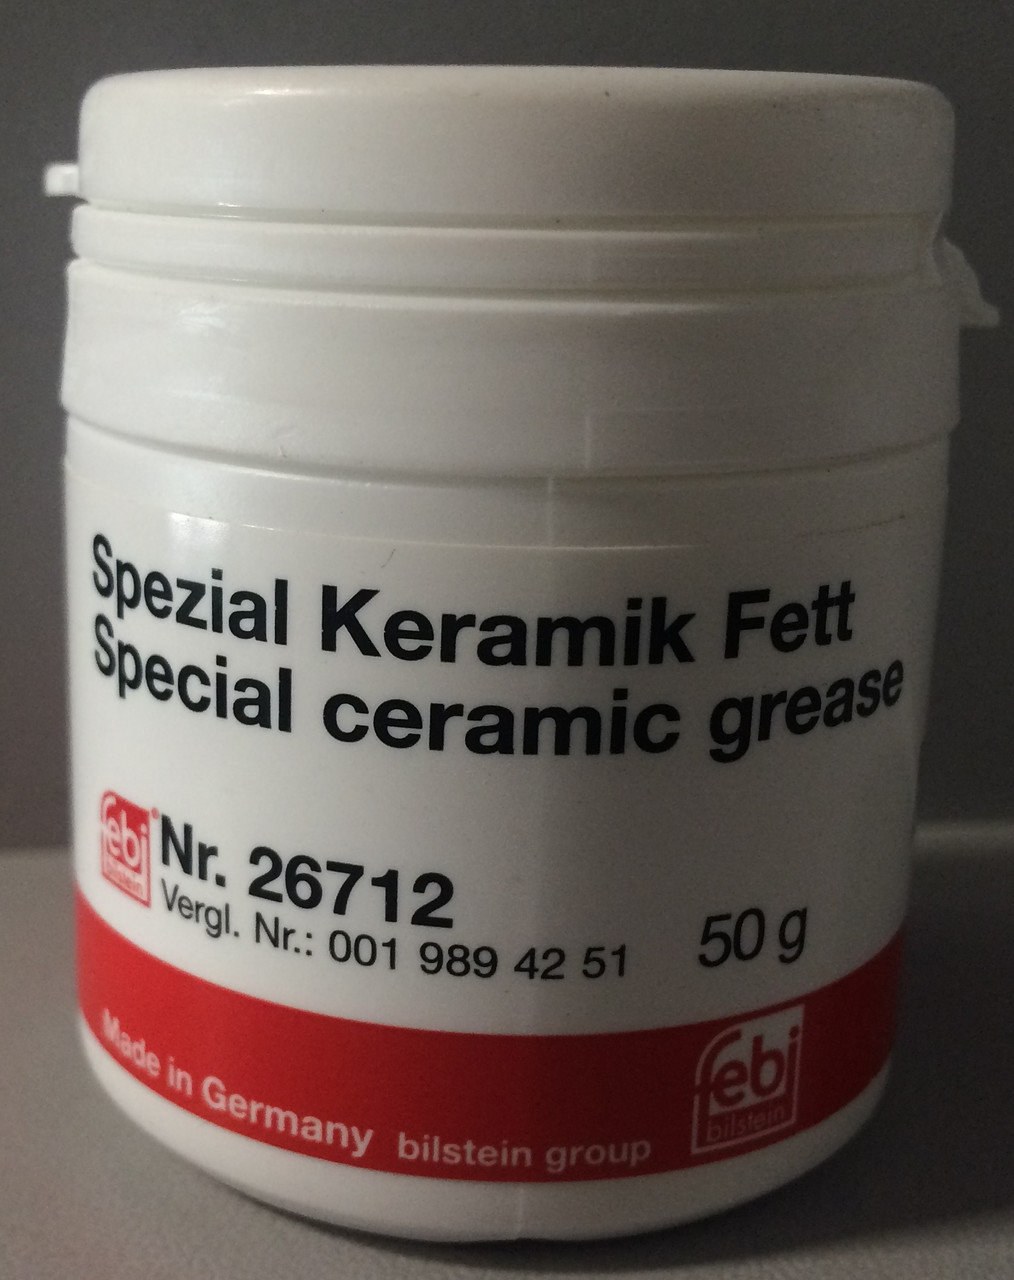 Spezial Keramik Fett
Special ceramic grease
febi
bilstein
Nr. 26712
Vergl. Nr.: 001 989 42 51
50 g
Made in Germany bilstein group
febi
bilstein